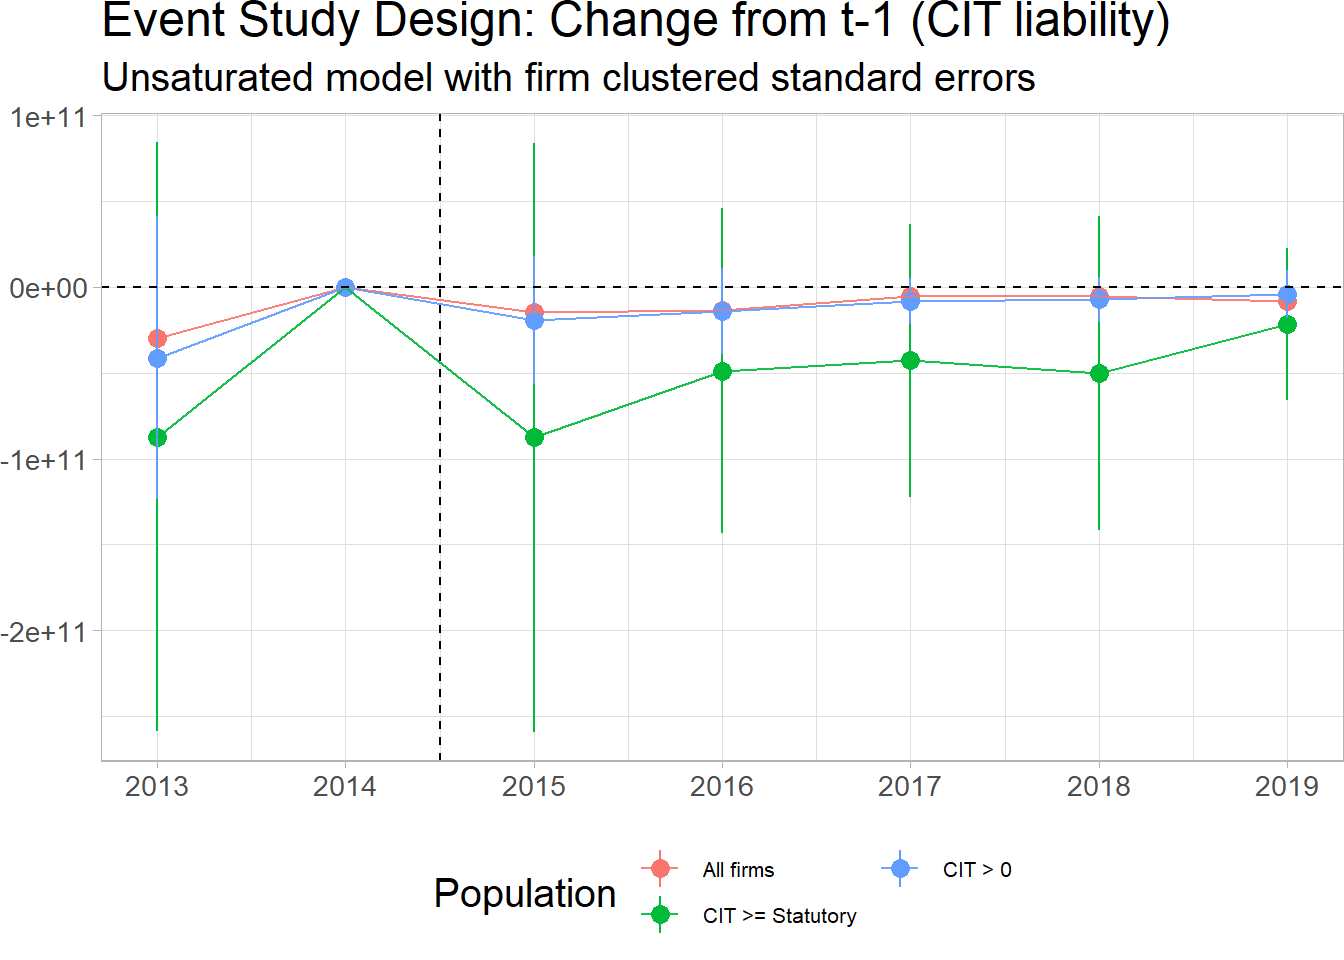 Event Study Design: Change from t-1 (CIT liability)
Unsaturated model with firm clustered standard errors
1e+11
0e+00
-1e+11
-2e+11
2013 2014 2015 2016 2017 2018 2019
Population
All firms
CIT >= Statutory
CIT > 0